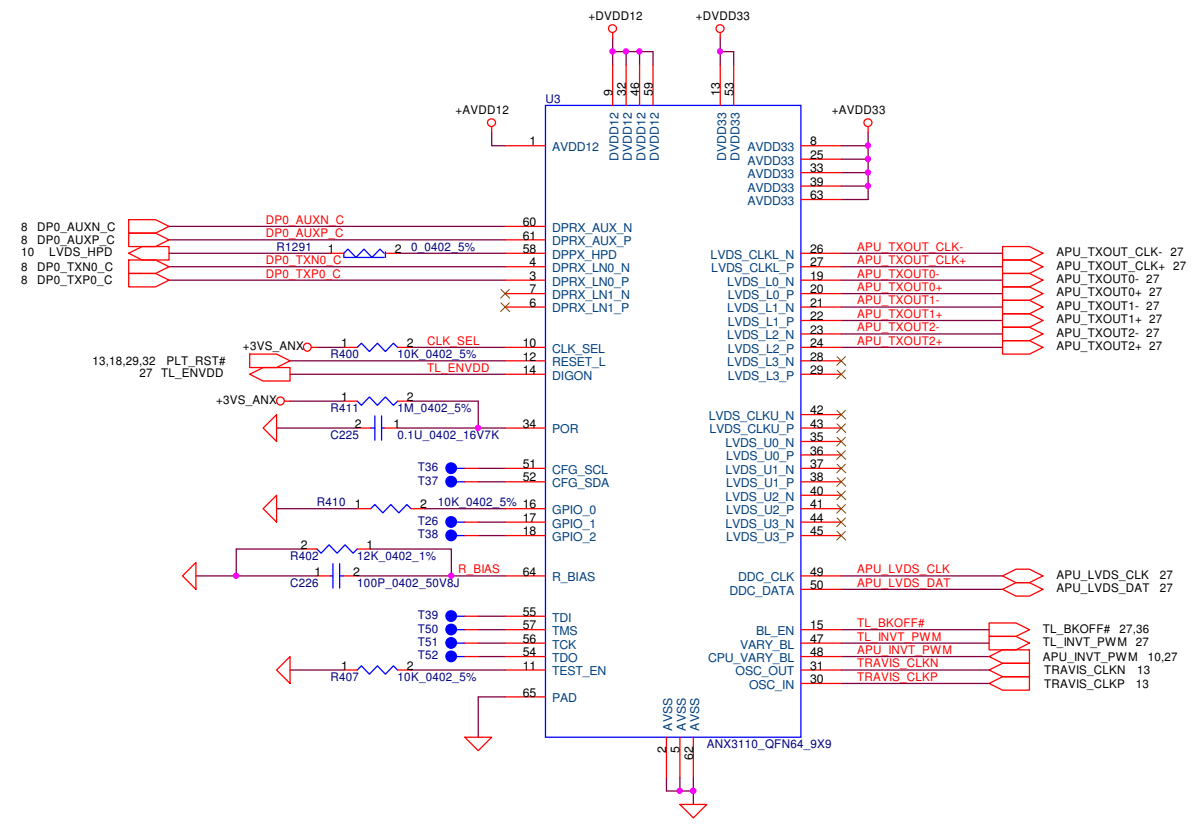 +DVDD12 +DVDD33
9 32 46 59 13 53
U3
+AVDD12 +AVDD33
DVDD12 DVDD12 DVDD12 DVDD12 DVDD33 DVDD33
1 AVDD12 AVDD33 8
AVDD33 25
AVDD33 33
AVDD33 39
AVDD33 63
8 DP0_AUXN_C DP0_AUXN_C 60 DPRX_AUX_N
8 DP0_AUXP_C DP0_AUXP_C 61 DPRX_AUX_P
10 LVDS_HPD R1291 1 2 0_0402_5% 58 DPPX_HPD LVDS_CLKL_N 26 APU_TXOUT_CLK- APU_TXOUT_CLK- 27
8 DP0_TXN0_C DP0_TXN0_C 4 DPRX_LN0_N LVDS_CLKL_P 27 APU_TXOUT_CLK+ APU_TXOUT_CLK+ 27
8 DP0_TXP0_C DP0_TXP0_C 3 DPRX_LN0_P LVDS_L0_N 19 APU_TXOUT0- APU_TXOUT0- 27
7 DPRX_LN1_N LVDS_L0_P 20 APU_TXOUT0+ APU_TXOUT0+ 27
6 DPRX_LN1_P LVDS_L1_N 21 APU_TXOUT1- APU_TXOUT1- 27
LVDS_L1_P 22 APU_TXOUT1+ APU_TXOUT1+ 27
LVDS_L2_N 23 APU_TXOUT2- APU_TXOUT2- 27
+3VS_ANX 1 2 CLK_SEL 10 CLK_SEL LVDS_L2_P 24 APU_TXOUT2+ APU_TXOUT2+ 27
R400 10K_0402_5%
13,18,29,32 PLT_RST# 12 RESET_L LVDS_L3_N 28
27 TL_ENVDD TL_ENVDD 14 DIGON LVDS_L3_P 29
+3VS_ANX 1 2
R411 1M_0402_5%
LVDS_CLKU_N 42
2 1 34 POR LVDS_CLKU_P 43
C225 0.1U_0402_16V7K
LVDS_U0_N 35
LVDS_U0_P 36
T36 51 CFG_SCL LVDS_U1_N 37
T37 52 CFG_SDA LVDS_U1_P 38
LVDS_U2_N 40
R410 1 2 10K_0402_5% 16 GPIO_0 LVDS_U2_P 41
T26 17 GPIO_1 LVDS_U3_N 44
T38 18 GPIO_2 LVDS_U3_P 45
2 1
R402 12K_0402_1%
1 2 R_BIAS 64 R_BIAS DDC_CLK 49 APU_LVDS_CLK APU_LVDS_CLK 27
C226 100P_0402_50V8J
DDC_DATA 50 APU_LVDS_DAT APU_LVDS_DAT 27
T39 55 TDI
T50 57 TMS BL_EN 15 TL_BKOFF# TL_BKOFF# 27,36
T51 56 TCK VARY_BL 47 TL_INVT_PWM TL_INVT_PWM 27
T52 54 TDO CPU_VARY_BL 48 APU_INVT_PWM APU_INVT_PWM 10,27
1 2 11 TEST_EN OSC_OUT 31 TRAVIS_CLKN TRAVIS_CLKN 13
R407 10K_0402_5%
OSC_IN 30 TRAVIS_CLKP TRAVIS_CLKP 13
65 PAD
AVSS AVSS AVSS
2 5 62
ANX3110_QFN64_9X9